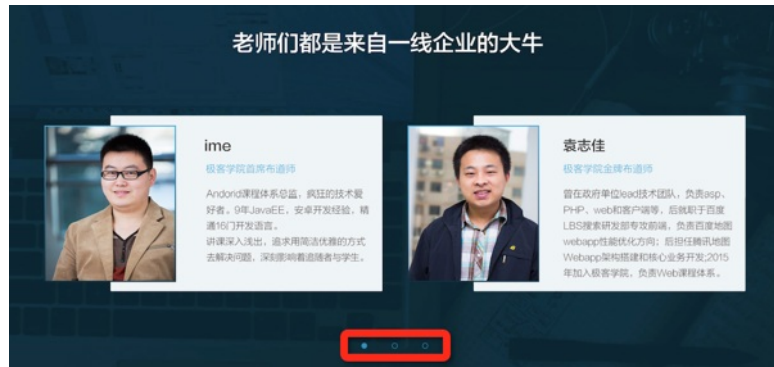 老师们都是来自一线企业的大牛
ime
极客学院首席布道师
Andorid课程体系总监，疯狂的技术爱
好者。9年JavaEE、安卓开发经验，精
通16门开发语言。
讲课深入浅出，追求用简洁优雅的方式
去解决问题，深刻影响着追随者与学生。
袁志佳
极客学院金牌布道师
曾在政府单位lead技术团队，负责asp、
PHP、web和客户端等，后就职于百度
LBS搜索研发部专攻前端，负责百度地图
webapp性能优化方向；后担任腾讯地图
Webapp架构搭建和核心业务开发;2015
年加入极客学院，负责Web课程体系。